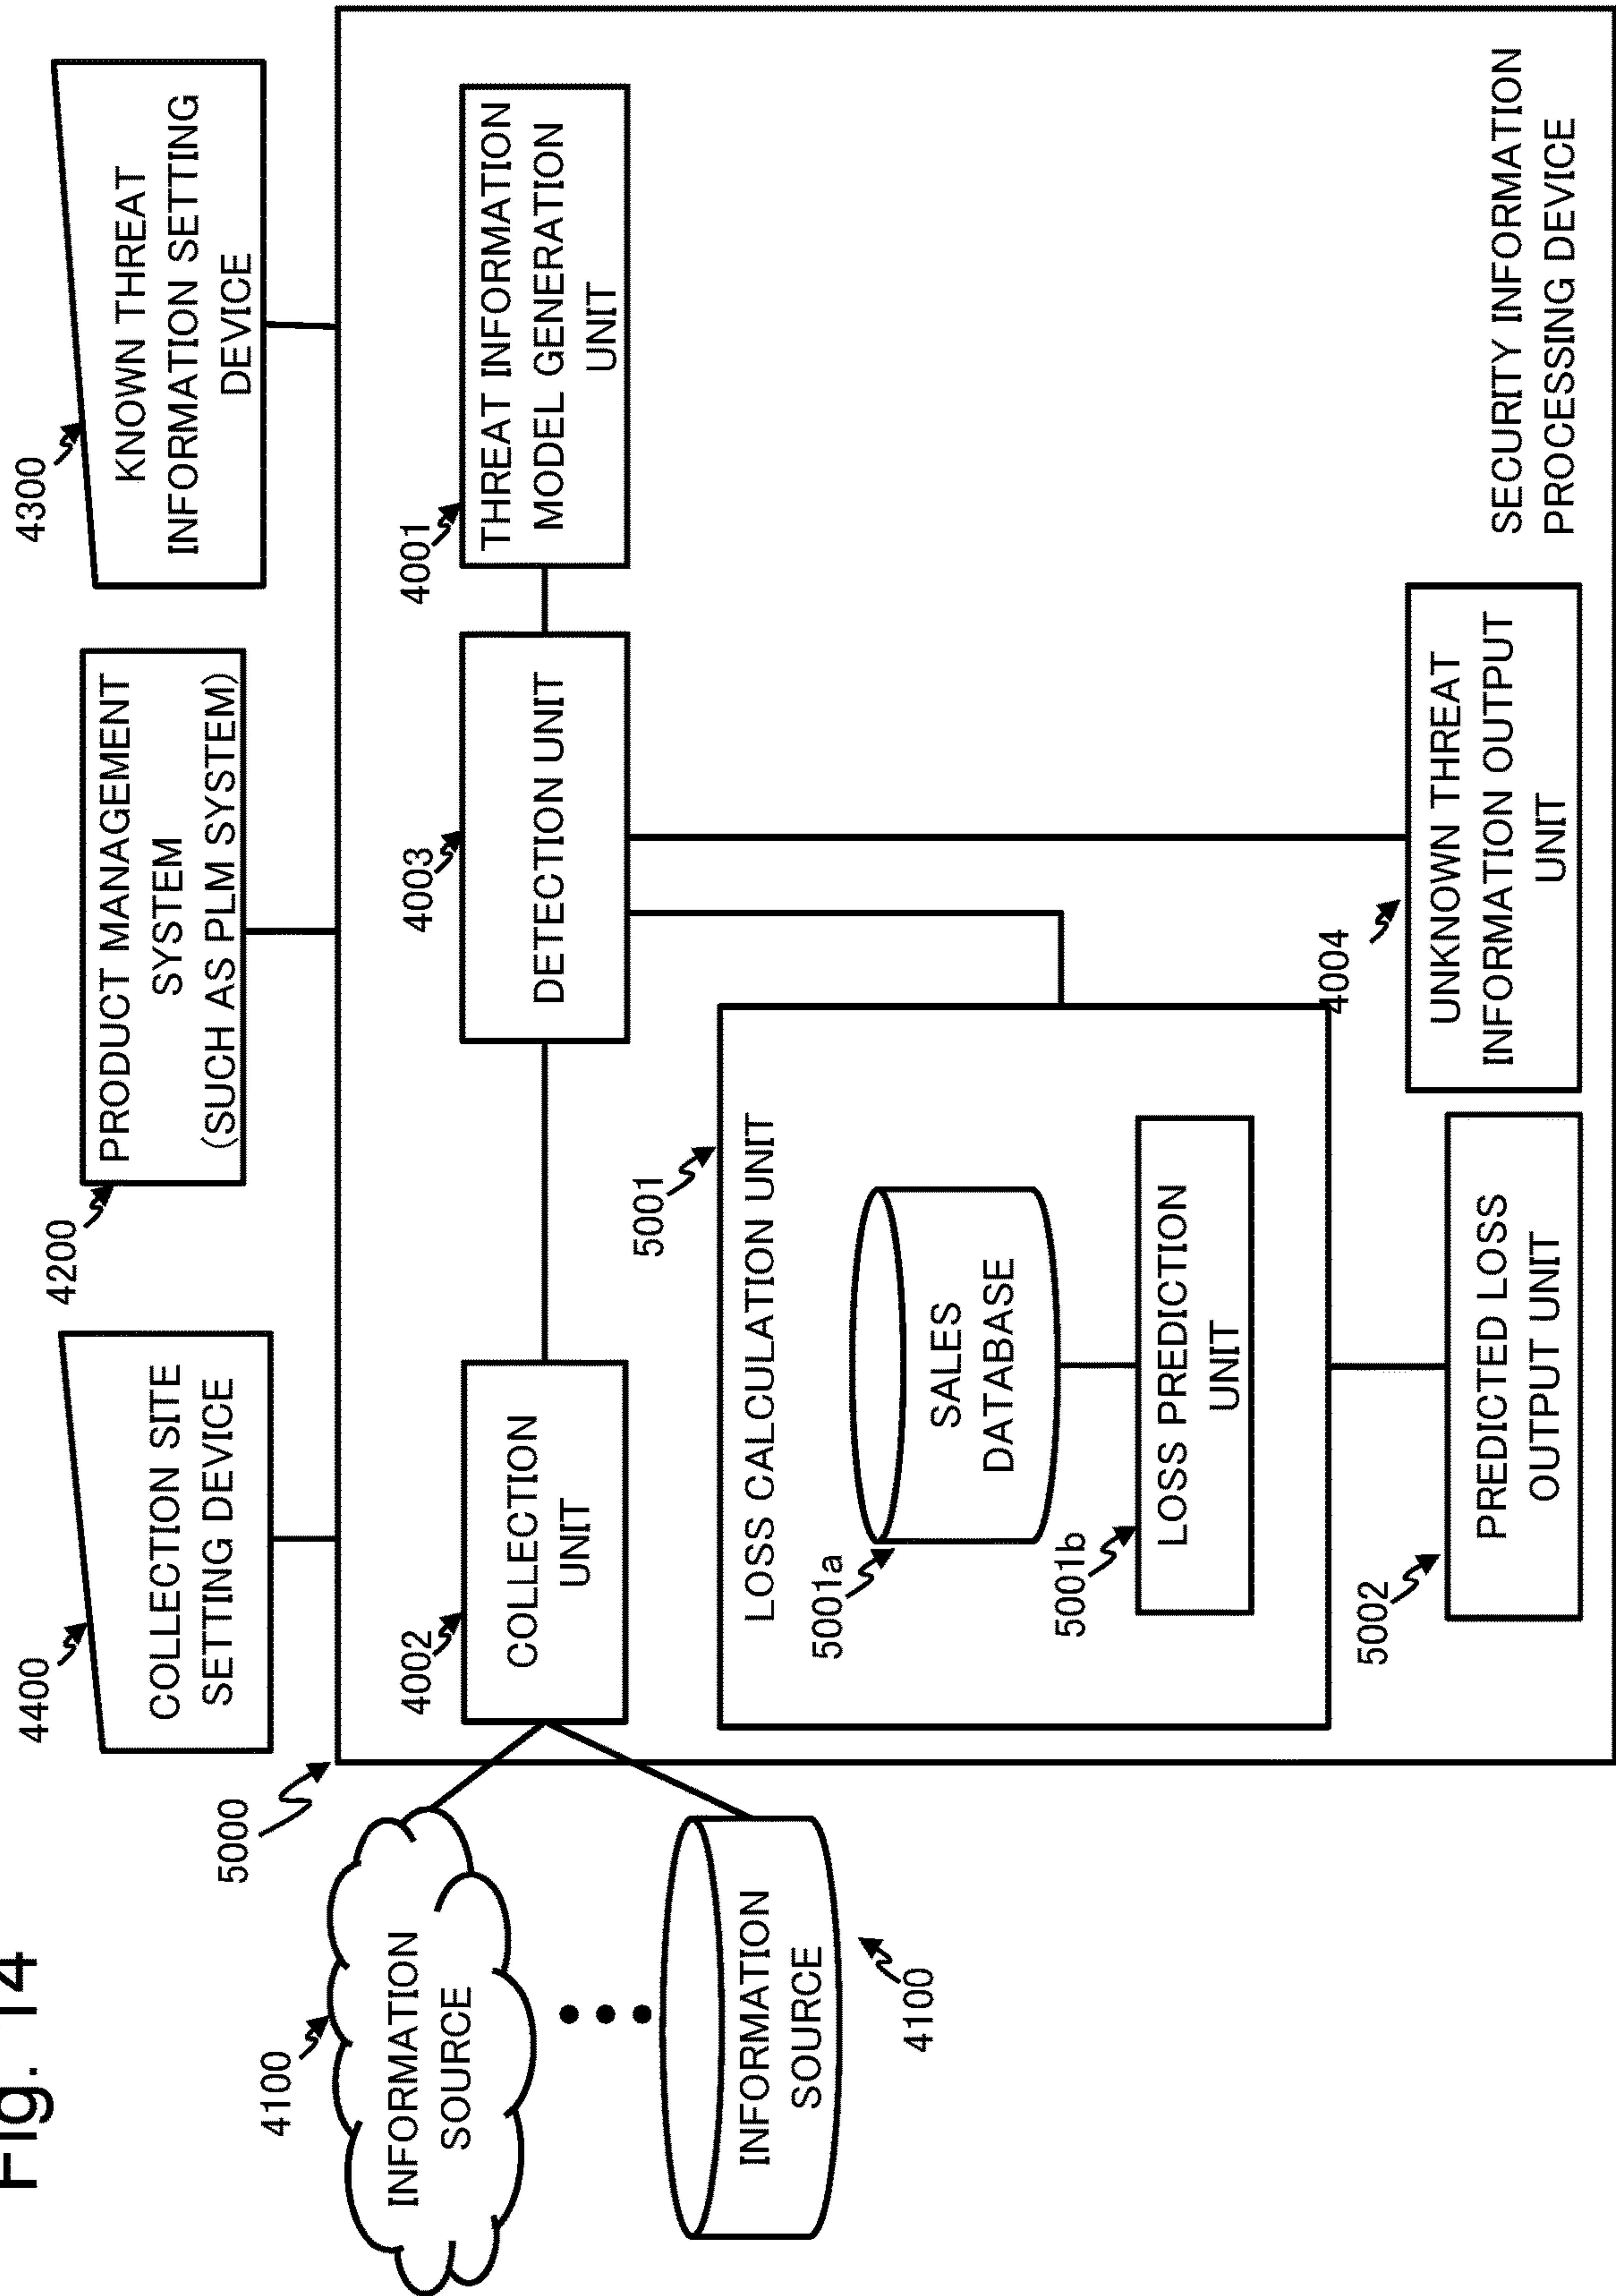 Fig. 14
4400
COLLECTION SITE
SETTING DEVICE
4200
PRODUCT MANAGEMENT
SYSTEM
(SUCH AS PLM SYSTEM)
4300
KNOWN THREAT
INFORMATION SETTING
DEVICE
5000
4100
INFORMATION
SOURCE
4100
INFORMATION
SOURCE
4002
COLLECTION
UNIT
4003
DETECTION UNIT
4001
THREAT INFORMATION
MODEL GENERATION
UNIT
5001
LOSS CALCULATION UNIT
5001a
SALES
DATABASE
5001b
LOSS PREDICTION
UNIT
5002
PREDICTED LOSS
OUTPUT UNIT
4004
UNKNOWN THREAT
INFORMATION OUTPUT
UNIT
SECURITY INFORMATION
PROCESSING DEVICE